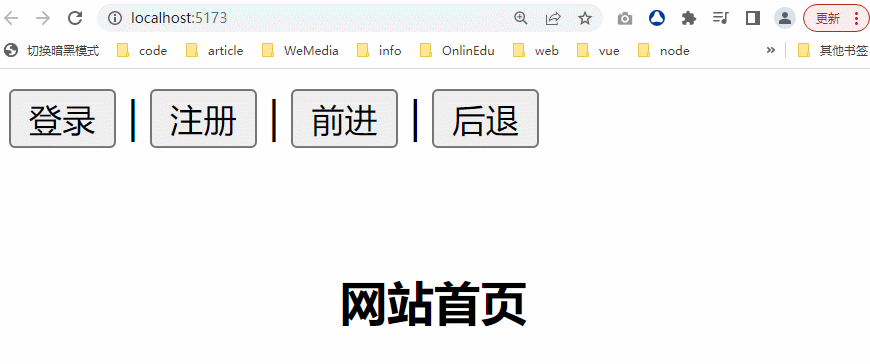 localhost:5173 更新
切换暗黑模式 code article WeMedia info OnlinEdu web vue node » 其他书签
登录 | 注册 | 前进 | 后退
网站首页